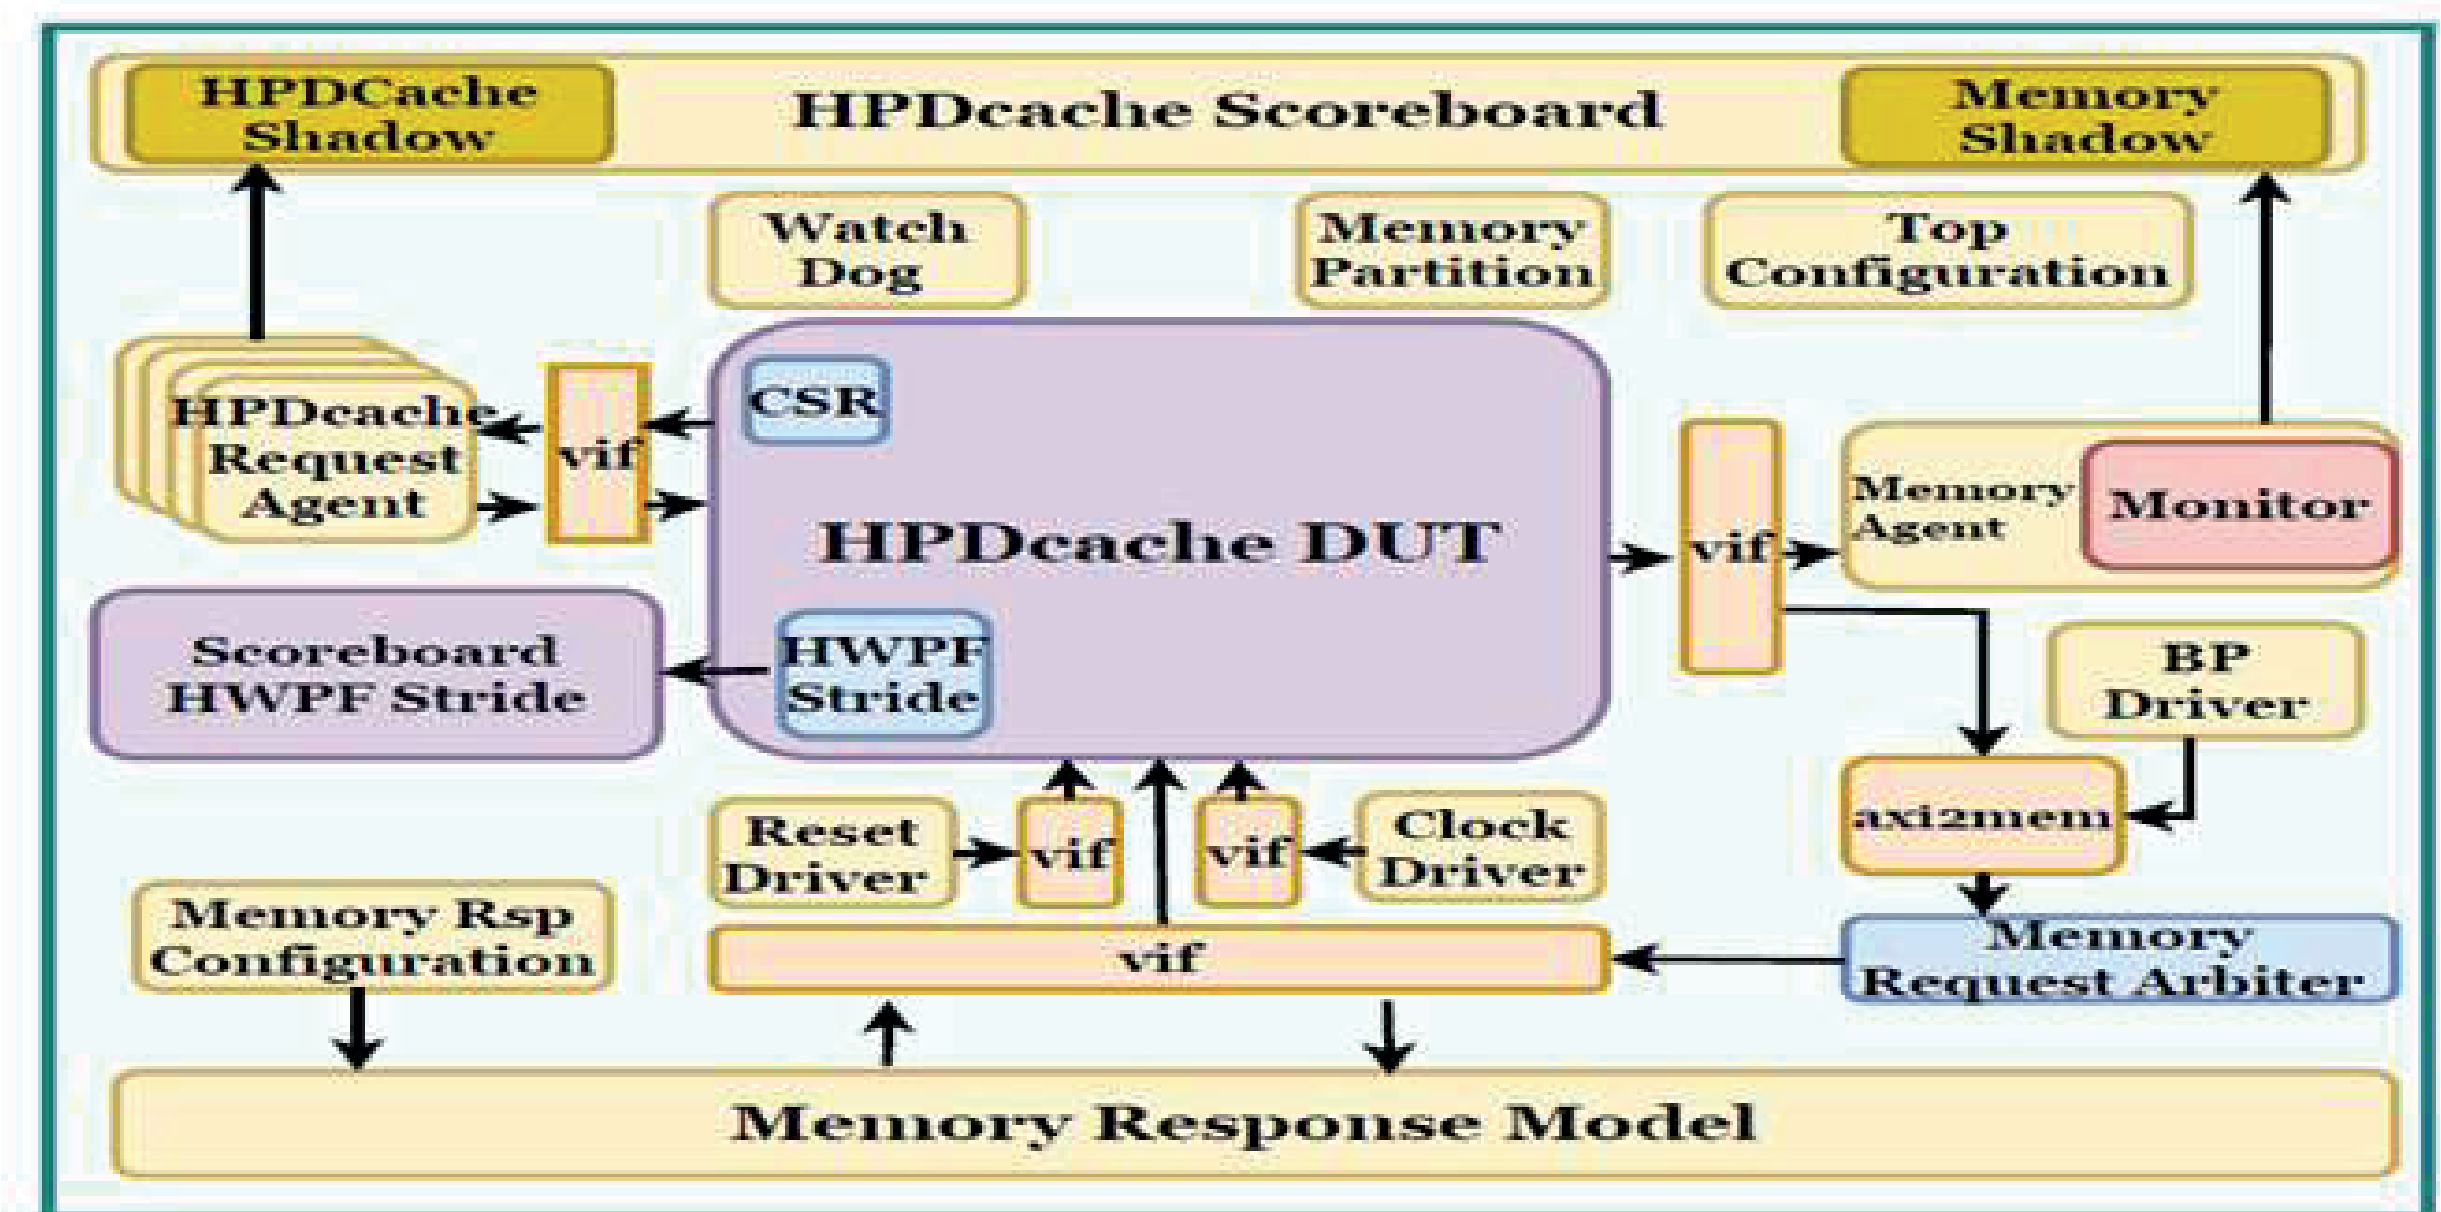 HPDCache
Shadow
HPDcache Scoreboard
Memory
Shadow
Watch
Dog
Memory
Partition
Top
Configuration
HPDcache
Request
Agent
vif
CSR
HPDcache DUT
vif
Memory
Agent
Monitor
Scoreboard
HWPF Stride
HWPF
Stride
BP
Driver
Reset
Driver
vif
vif
Clock
Driver
axi2mem
Memory Rsp
Configuration
vif
Memory
Request Arbiter
Memory Response Model